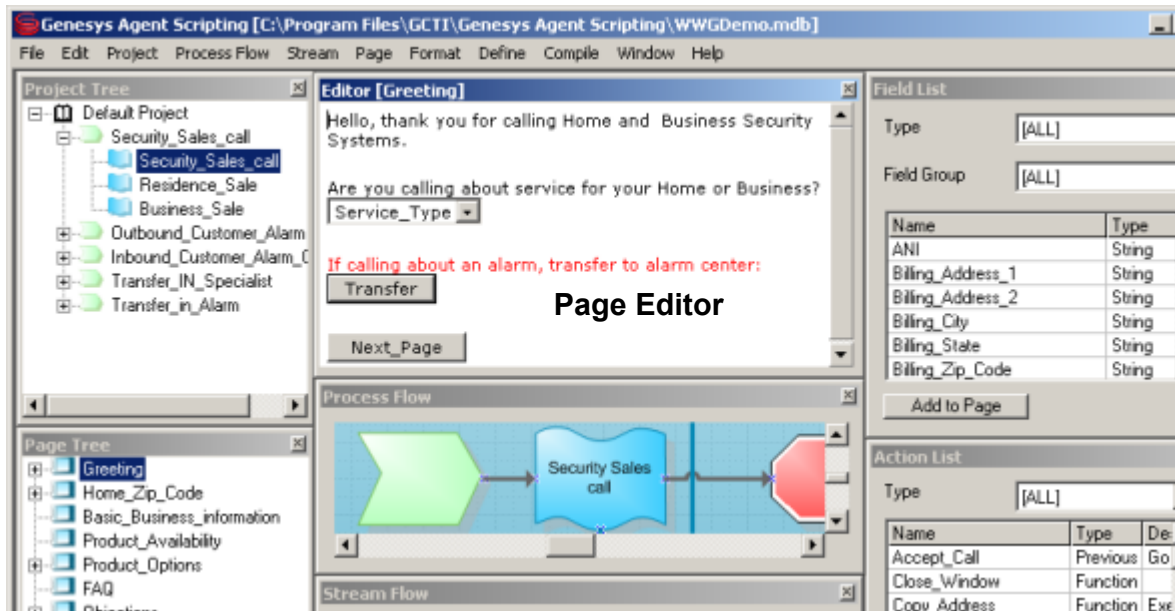 Genesys Agent Scripting [C:\Program Files\GCTI\Genesys Agent Scripting\WWGDemo.mdb]
File Edit Project Process Flow Stream Page Format Define Compile Window Help
Project Tree
Default Project
Security_Sales_call
Security_Sales_call
Residence_Sale
Business_Sale
Outbound_Customer_Alarm
Inbound_Customer_Alarm_
Transfer_IN_Specialist
Transfer_in_Alarm
Page Tree
Greeting
Home_Zip_Code
Basic_Business_information
Product_Availability
Product_Options
FAQ
Objections
Editor [Greeting]
Hello, thank you for calling Home and Business Security
Systems.
Are you calling about service for your Home or Business?
Service_Type
If calling about an alarm, transfer to alarm center:
Transfer
Page Editor
Next_Page
Process Flow
Security Sales
call
Stream Flow
Field List
Type [ALL]
Field Group [ALL]
Name Type
ANI String
Billing_Address_1 String
Billing_Address_2 String
Billing_City String
Billing_State String
Billing_Zip_Code String
Add to Page
Action List
Type [ALL]
Name Type De
Accept_Call Previous Go
Close_Window Function
Copy_Address Function Exe